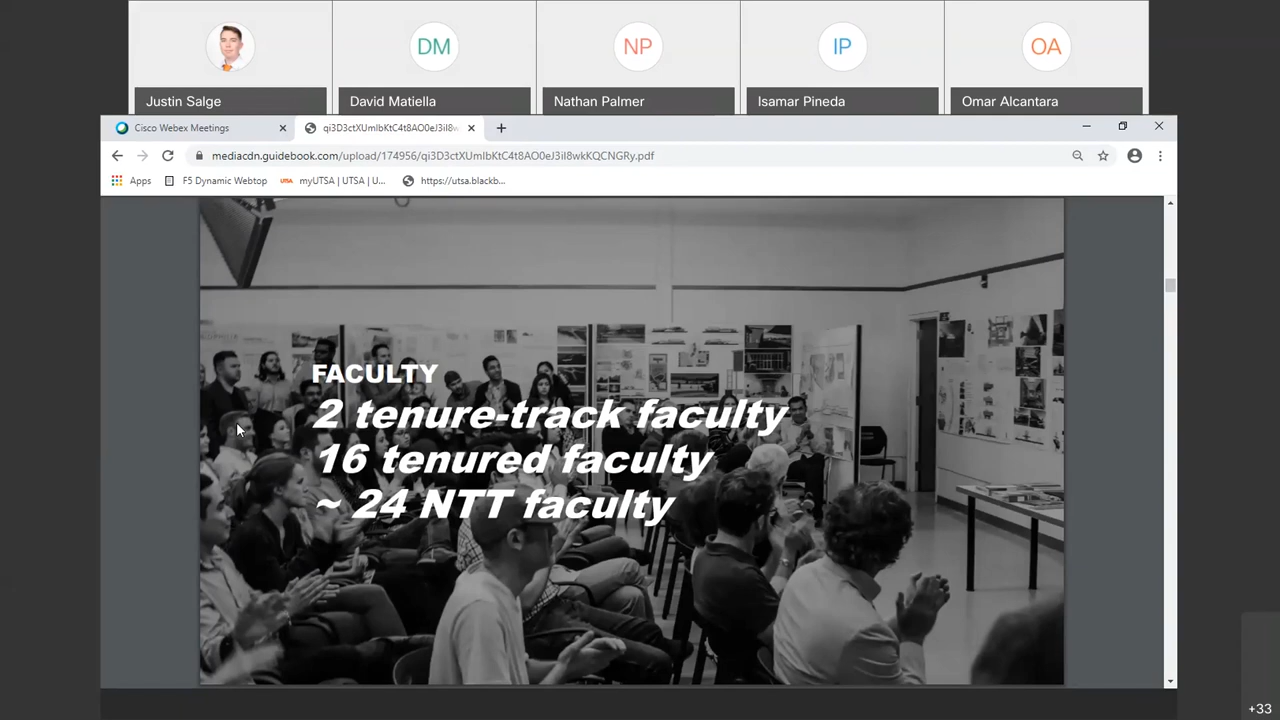 DM
NP
IP
OA
Justin Salge
David Matiella
Nathan Palmer
Isamar Pineda
Omar Alcantara
Cisco Webex Meetings
mediacdn.guidebook.com/upload/174956/qi3D3ctXUmIbKtC4t8AO0eJ3iI8wkKQCNGRy.pdf
Apps
F5 Dynamic Webtop
UTSA
myUTSA | UTSA | U...
https://utsa.blackb...
FACULTY
2 tenure-track faculty
16 tenured faculty
~ 24 NTT faculty
+33